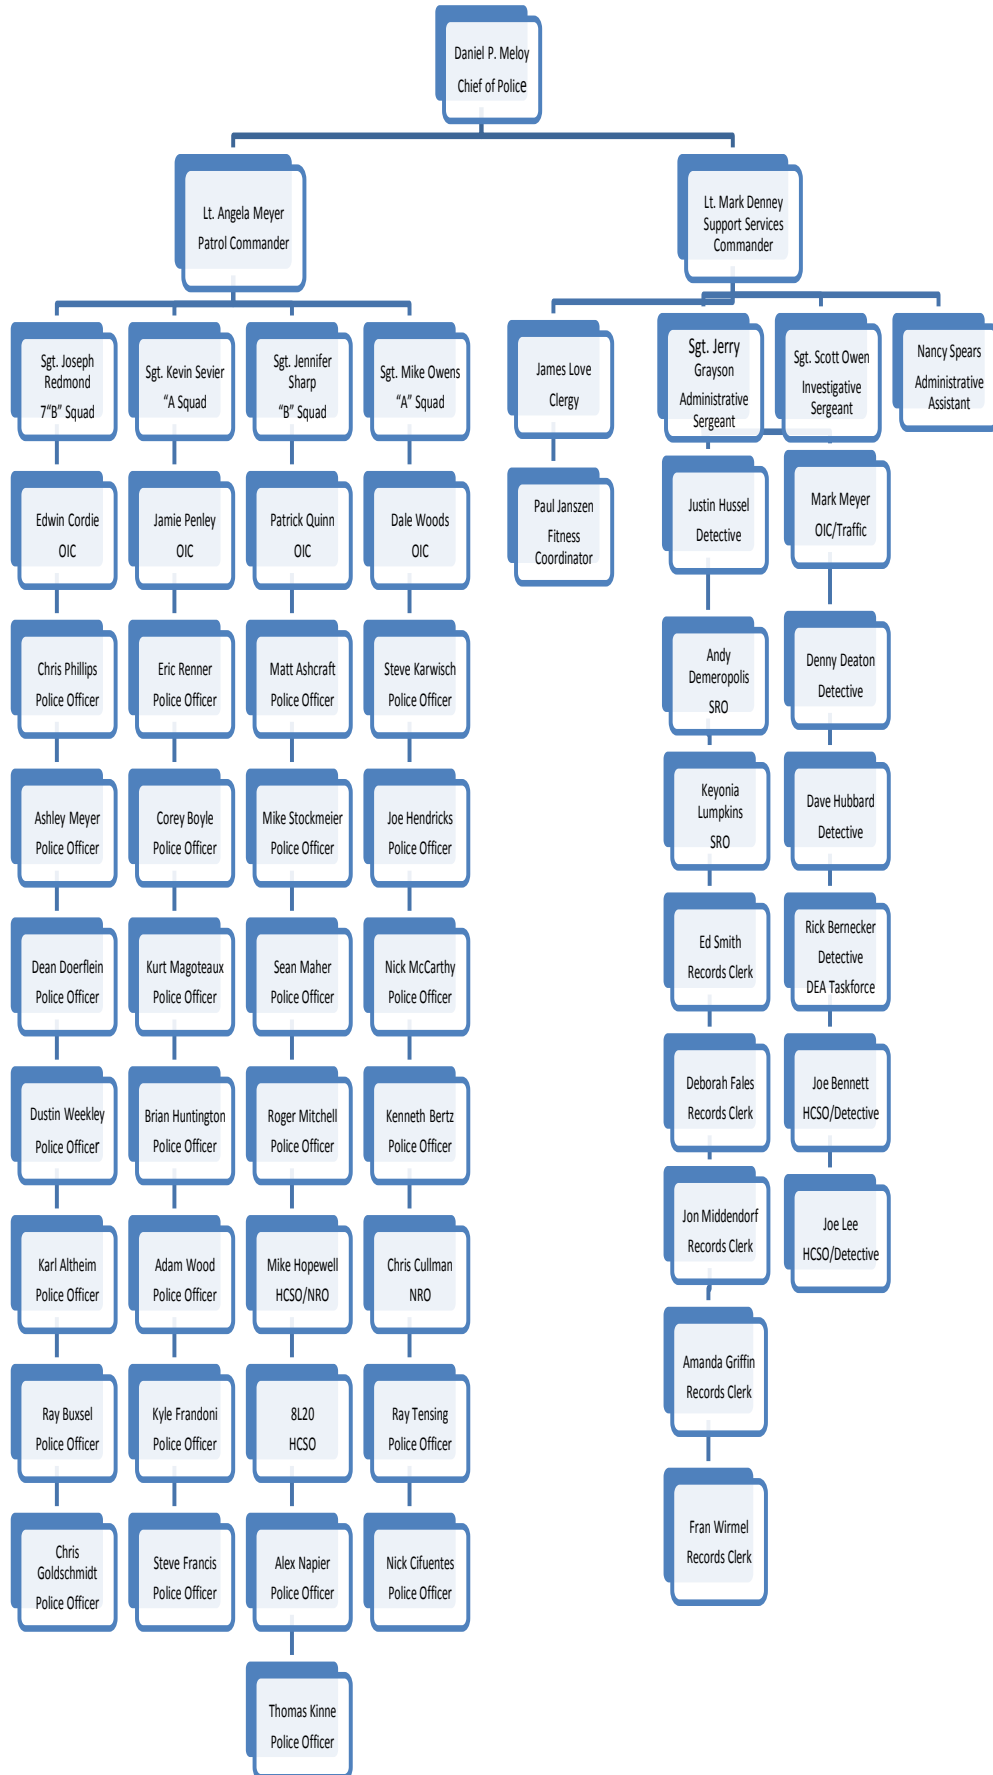 Daniel P. Meloy
Chief of Police
Lt. Angela Meyer
Patrol Commander
Lt. Mark Denney
Support Services
Commander
Sgt. Joseph
Redmond
7"B" Squad
Sgt. Kevin Sevier
"A Squad
Sgt. Jennifer
Sharp
"B" Squad
Sgt. Mike Owens
"A" Squad
James Love
Clergy
Sgt. Jerry
Grayson
Administrative
Sergeant
Sgt. Scott Owen
Investigative
Sergeant
Nancy Spears
Administrative
Assistant
Edwin Cordie
OIC
Jamie Penley
OIC
Patrick Quinn
OIC
Dale Woods
OIC
Paul Janszen
Fitness
Coordinator
Justin Hussel
Detective
Mark Meyer
OIC/Traffic
Chris Phillips
Police Officer
Eric Renner
Police Officer
Matt Ashcraft
Police Officer
Steve Karwisch
Police Officer
Andy
Demeropolis
SRO
Denny Deaton
Detective
Ashley Meyer
Police Officer
Corey Boyle
Police Officer
Mike Stockmeier
Police Officer
Joe Hendricks
Police Officer
Keyonia
Lumpkins
SRO
Dave Hubbard
Detective
Dean Doerflein
Police Officer
Kurt Magoteaux
Police Officer
Sean Maher
Police Officer
Nick McCarthy
Police Officer
Ed Smith
Records Clerk
Rick Bernecker
Detective
DEA Taskforce
Dustin Weekley
Police Officer
Brian Huntington
Police Officer
Roger Mitchell
Police Officer
Kenneth Bertz
Police Officer
Deborah Fales
Records Clerk
Joe Bennett
HCSO/Detective
Karl Altheim
Police Officer
Adam Wood
Police Officer
Mike Hopewell
HCSO/NRO
Chris Cullman
NRO
Jon Middendorf
Records Clerk
Joe Lee
HCSO/Detective
Ray Buxsel
Police Officer
Kyle Frandoni
Police Officer
8L20
HCSO
Ray Tensing
Police Officer
Amanda Griffin
Records Clerk
Chris
Goldschmidt
Police Officer
Steve Francis
Police Officer
Alex Napier
Police Officer
Nick Cifuentes
Police Officer
Fran Wirmel
Records Clerk
Thomas Kinne
Police Officer